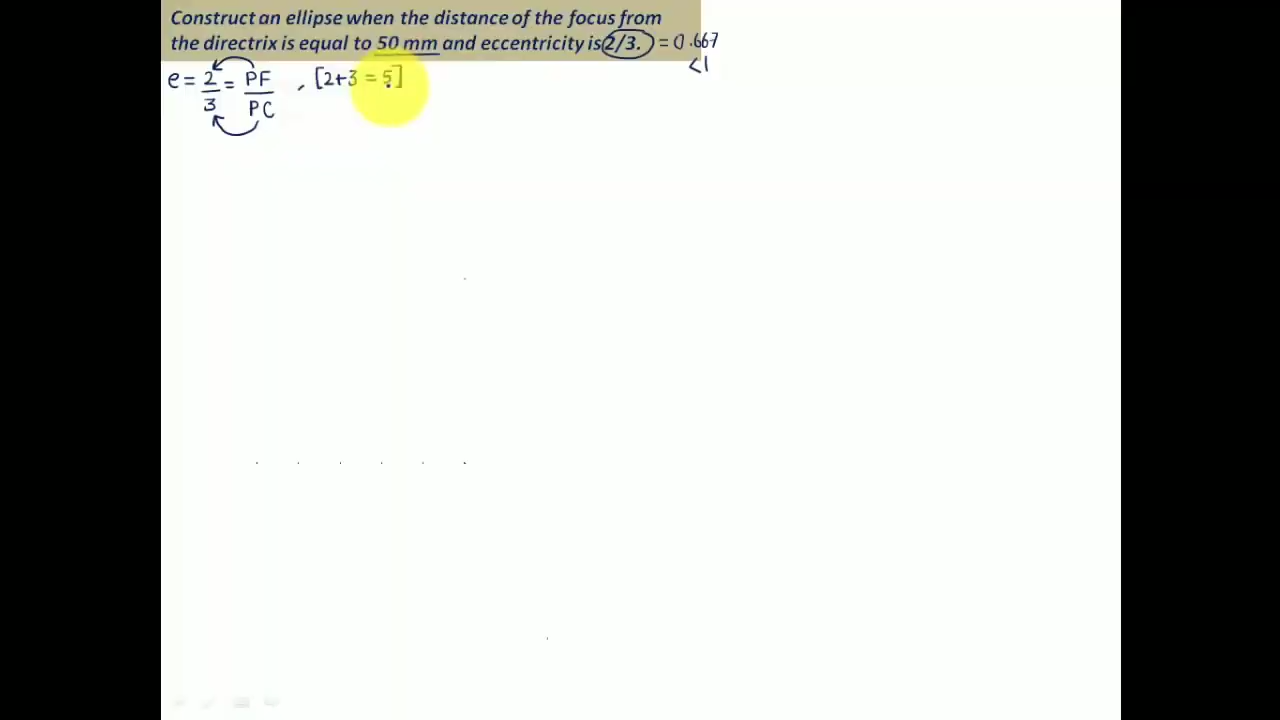 Construct an ellipse when the distance of the focus from
the directrix is equal to 50 mm and eccentricity is 2/3. = 0.667
<1
e = 2/3 = PF/PC , [2+3 = 5]